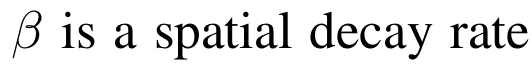 β is a spatial decay rate